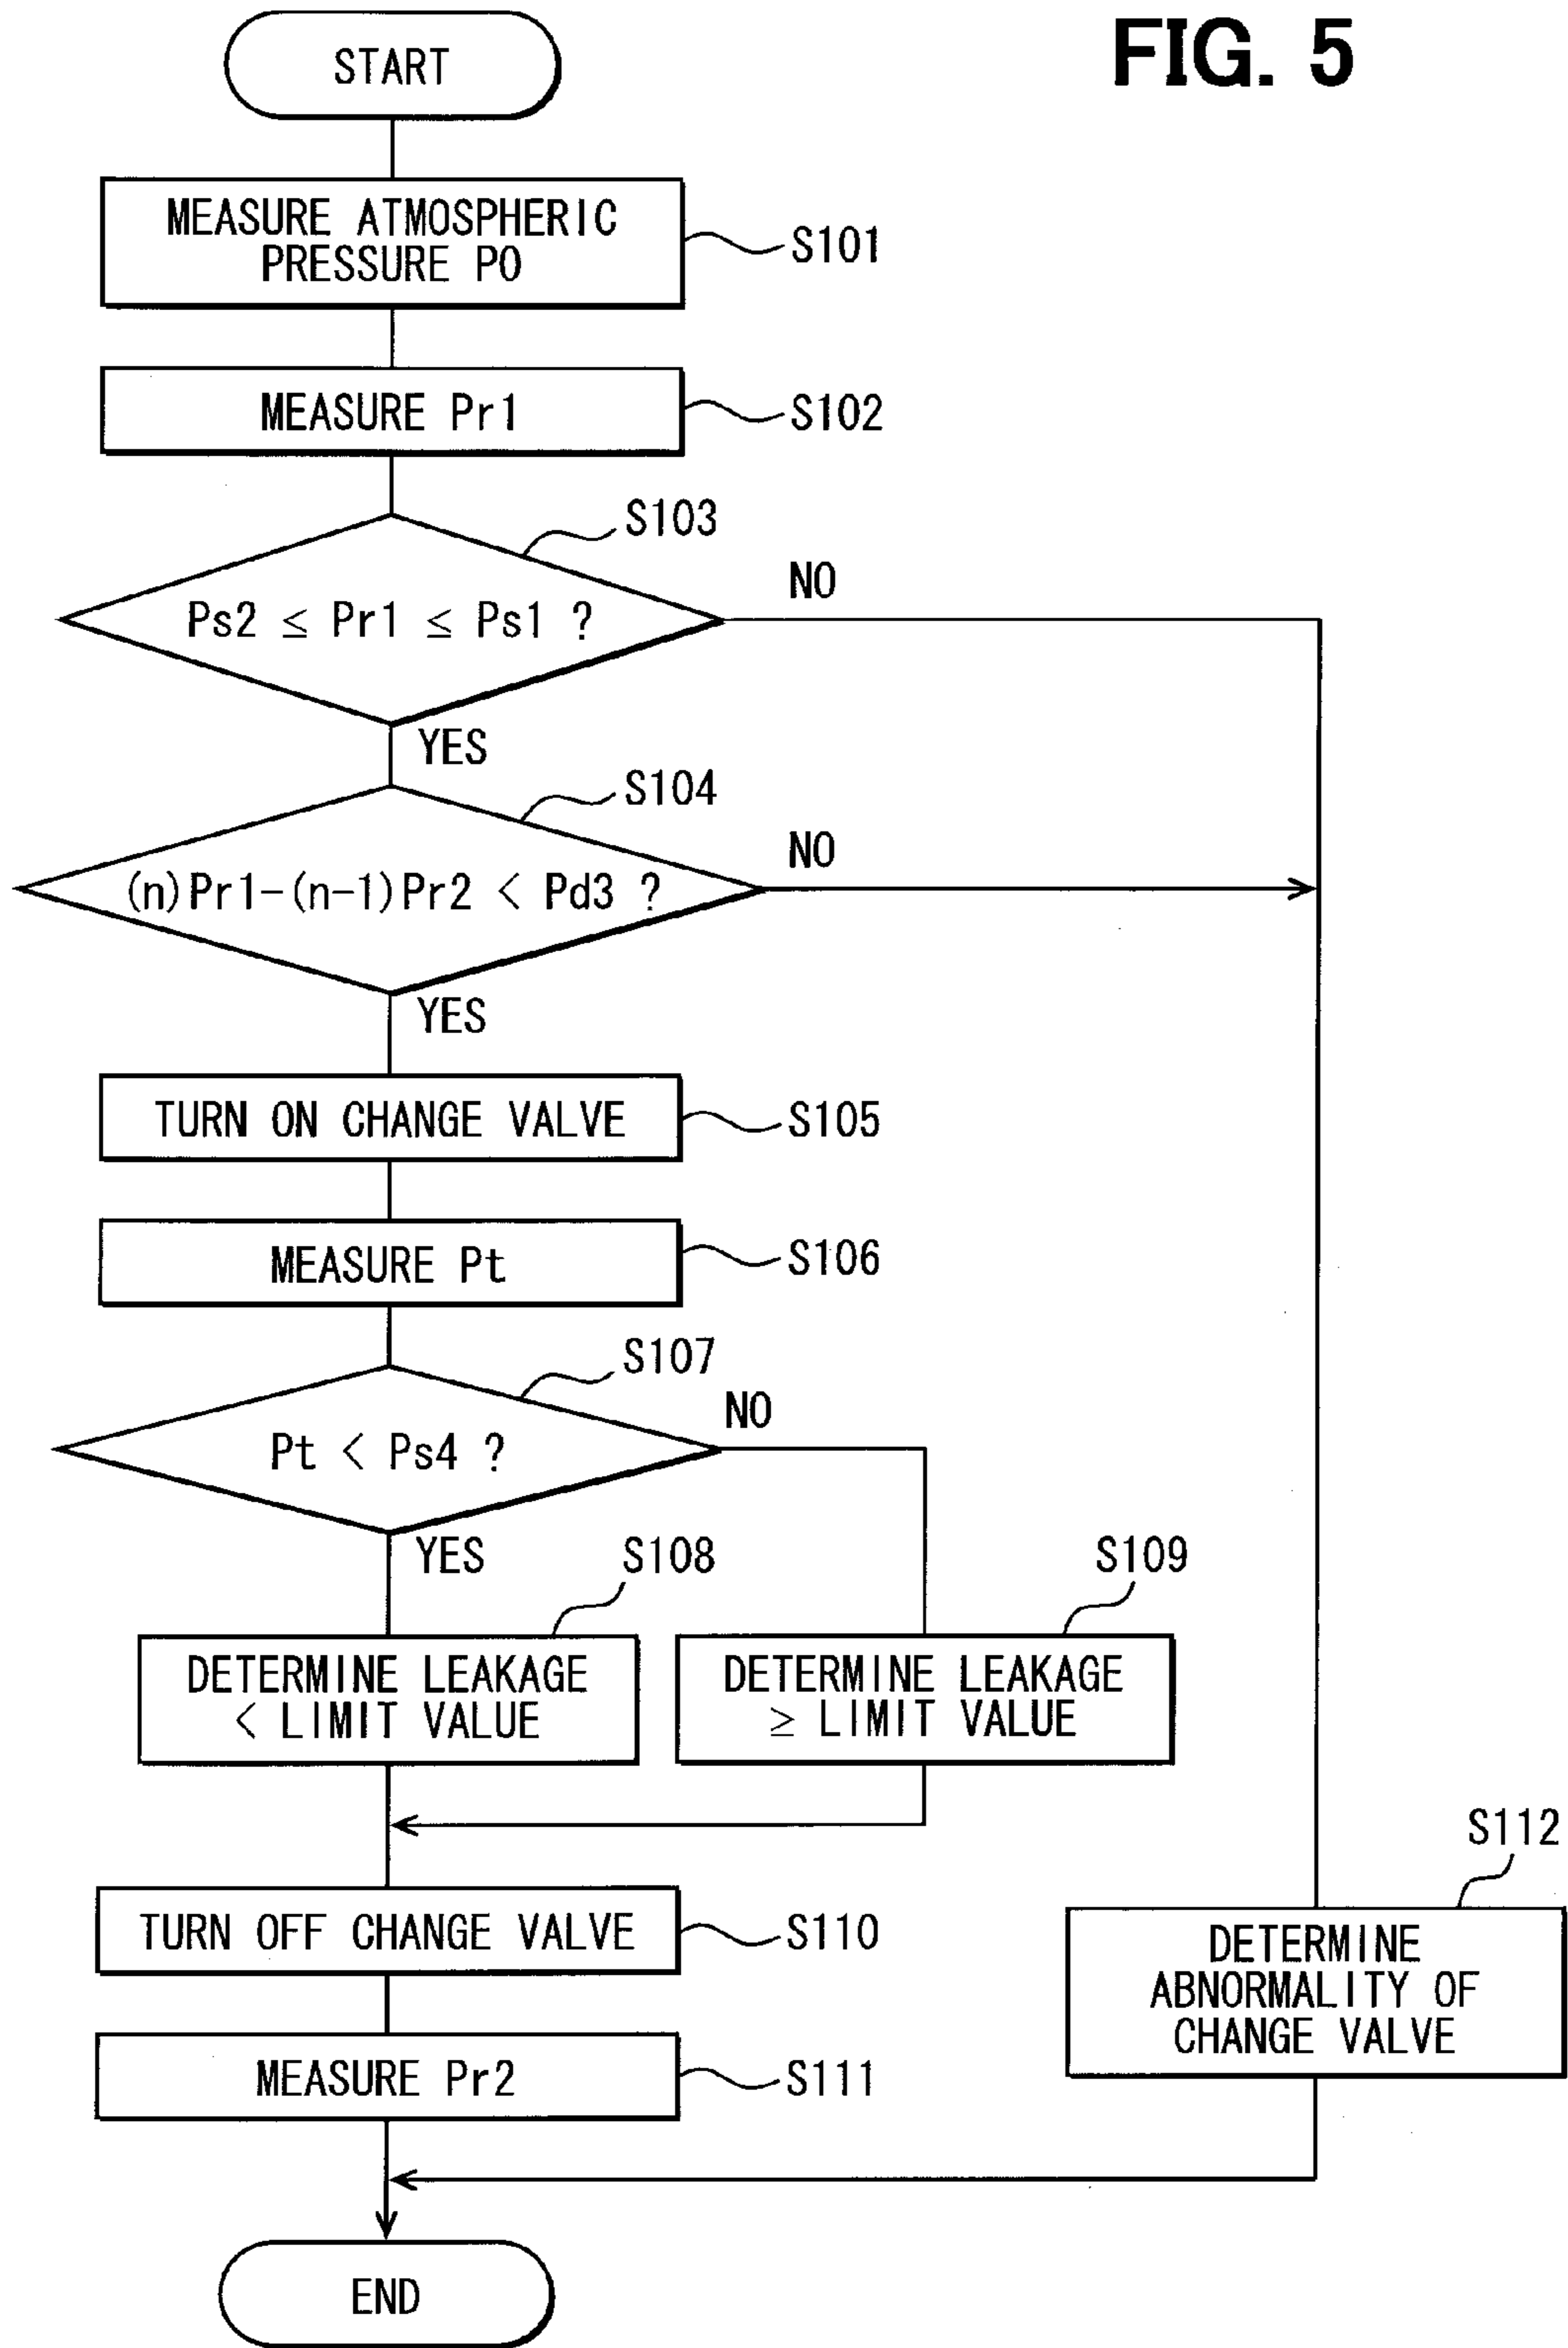 FIG. 5
START
MEASURE ATMOSPHERIC
PRESSURE P0
S101
MEASURE Pr1
S102
S103
Ps2 ≤ Pr1 ≤ Ps1 ?
NO
YES
S104
(n)Pr1-(n-1)Pr2 < Pd3 ?
NO
YES
TURN ON CHANGE VALVE
S105
MEASURE Pt
S106
S107
Pt < Ps4 ?
NO
YES
S108
DETERMINE LEAKAGE
< LIMIT VALUE
S109
DETERMINE LEAKAGE
≥ LIMIT VALUE
TURN OFF CHANGE VALVE
S110
MEASURE Pr2
S111
S112
DETERMINE
ABNORMALITY OF
CHANGE VALVE
END